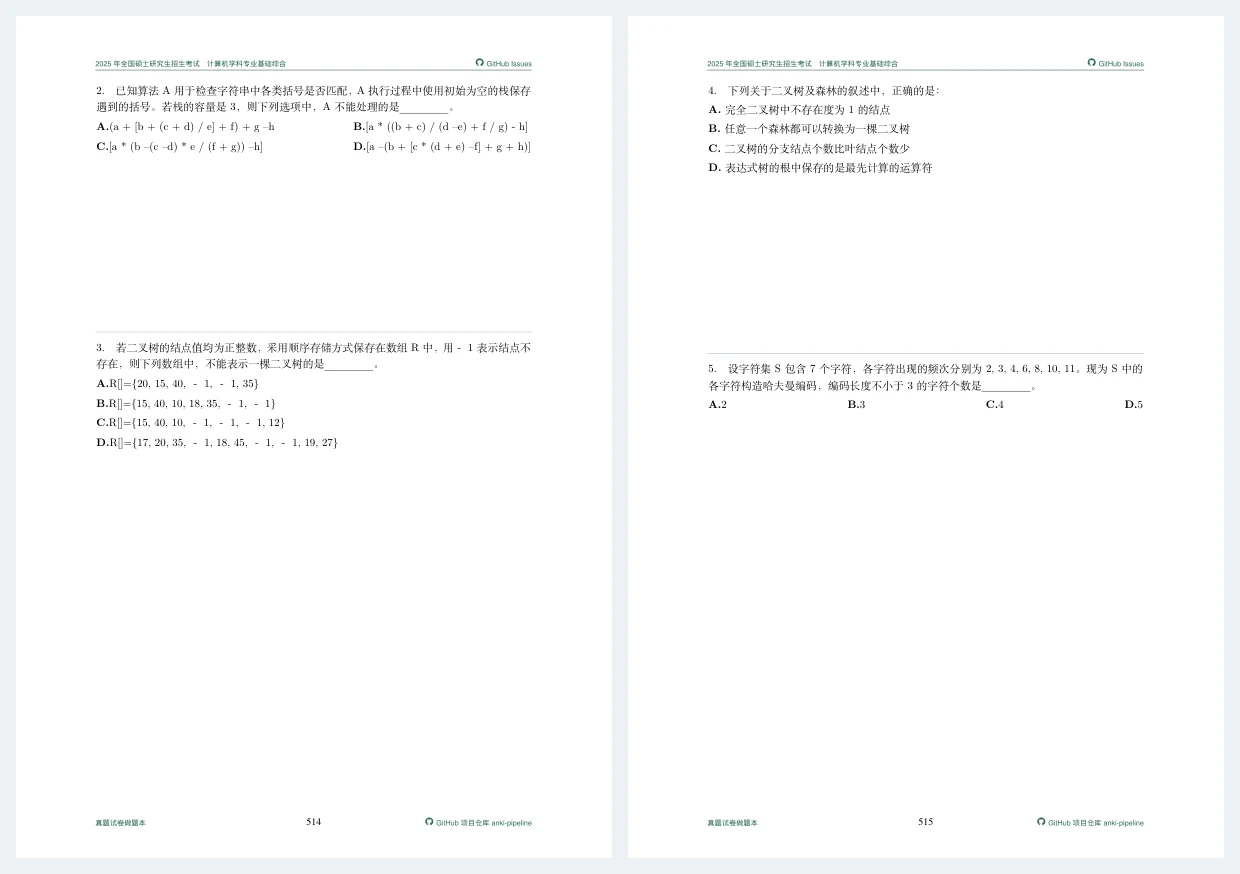 2025 年全国硕士研究生招生考试　计算机学科专业基础综合
GitHub Issues
2.　已知算法 A 用于检查字符串中各类括号是否匹配，A 执行过程中使用初始为空的栈保存
遇到的括号。若栈的容量是 3，则下列选项中，A 不能处理的是________。
A.(a + [b + (c + d) / e] + f) + g –h
B.[a * ((b + c) / (d –e) + f / g) - h]
C.[a * (b –(c –d) * e / (f + g)) –h]
D.[a –(b + [c * (d + e) –f] + g + h)]
3.　若二叉树的结点值均为正整数，采用顺序存储方式保存在数组 R 中，用 - 1 表示结点不
存在，则下列数组中，不能表示一棵二叉树的是________。
A.R[]={20, 15, 40, - 1, - 1, 35}
B.R[]={15, 40, 10, 18, 35, - 1, - 1}
C.R[]={15, 40, 10, - 1, - 1, - 1, 12}
D.R[]={17, 20, 35, - 1, 18, 45, - 1, - 1, 19, 27}
真题试卷做题本
514
GitHub 项目仓库 anki-pipeline
2025 年全国硕士研究生招生考试　计算机学科专业基础综合
GitHub Issues
4.　下列关于二叉树及森林的叙述中，正确的是：
A. 完全二叉树中不存在度为 1 的结点
B. 任意一个森林都可以转换为一棵二叉树
C. 二叉树的分支结点个数比叶结点个数少
D. 表达式树的根中保存的是最先计算的运算符
5.　设字符集 S 包含 7 个字符，各字符出现的频次分别为 2, 3, 4, 6, 8, 10, 11。现为 S 中的
各字符构造哈夫曼编码，编码长度不小于 3 的字符个数是________。
A.2
B.3
C.4
D.5
真题试卷做题本
515
GitHub 项目仓库 anki-pipeline